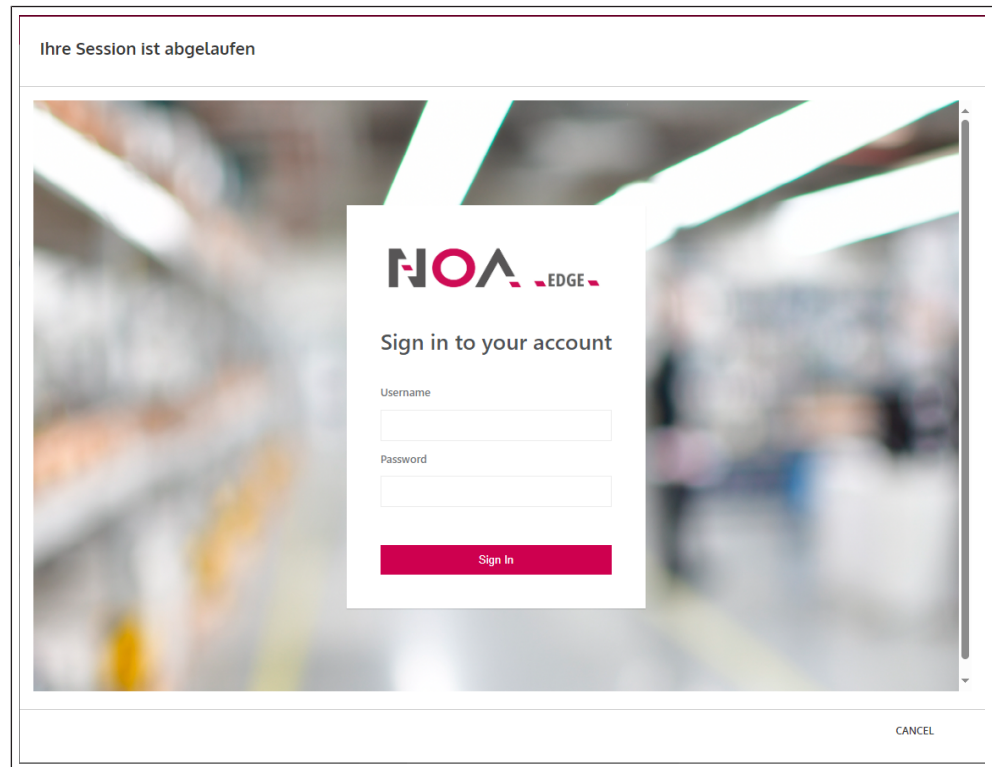 Ihre Session ist abgelaufen
NOA EDGE
Sign in to your account
Username
Password
Sign In
CANCEL